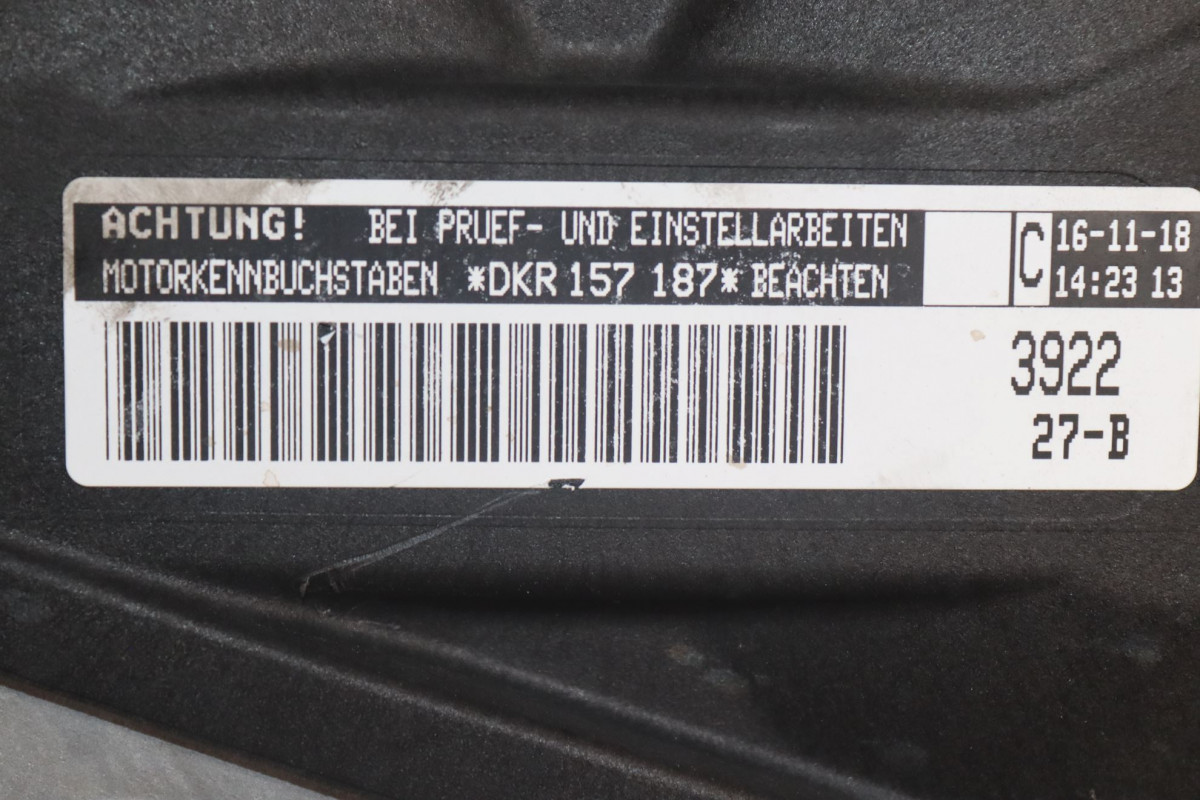 ACHTUNG! BEI PRUEF- UND EINSTELLARBEITEN
MOTORKENNBUCHSTABEN *DKR 157 187* BEACHTEN
C
16-11-18
14:23 13
3922
27-B